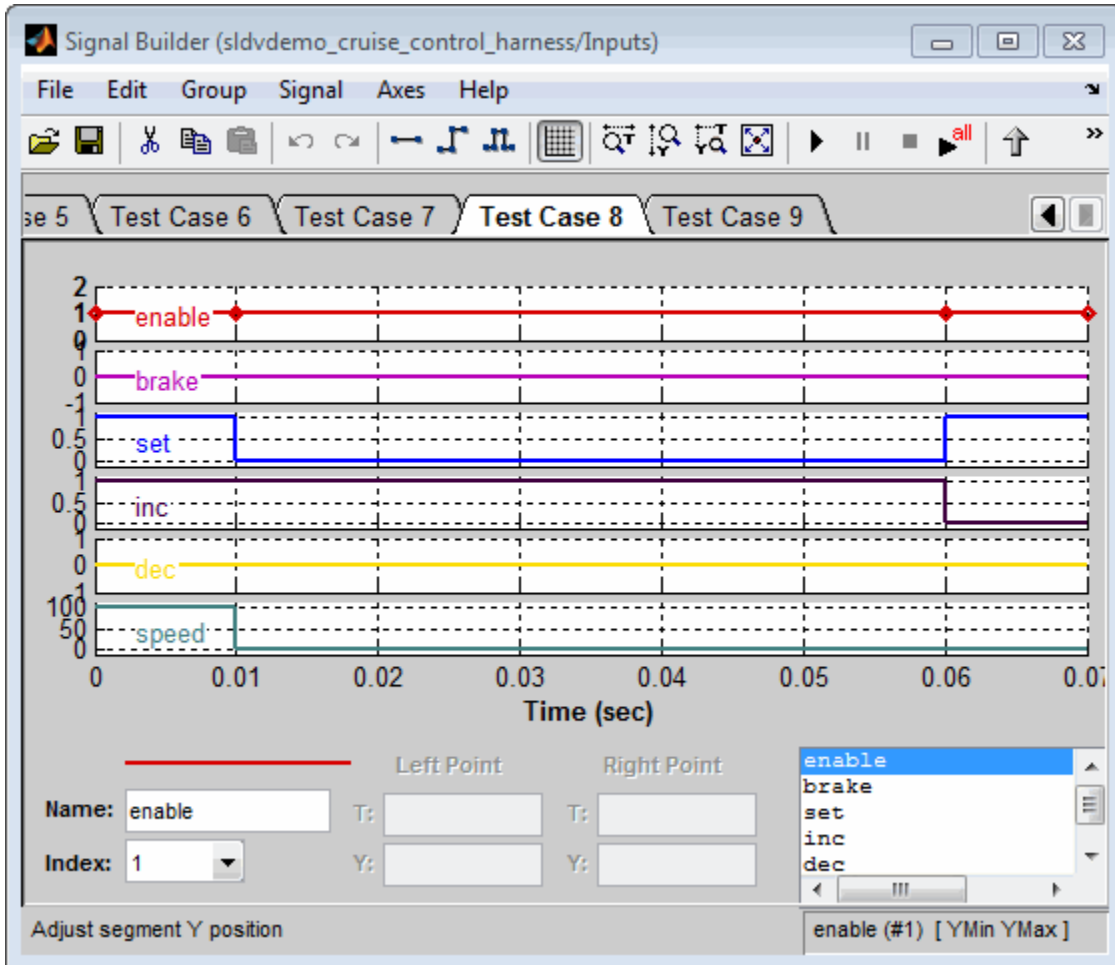 Signal Builder (sldvdemo_cruise_control_harness/Inputs)
File Edit Group Signal Axes Help
all
»
se 5 Test Case 6 Test Case 7 Test Case 8 Test Case 9
2
1
0
enable
1
0
-1
brake
1
0.5
0
set
1
0.5
0
inc
1
0
-1
dec
100
50
0
speed
0 0.01 0.02 0.03 0.04 0.05 0.06 0.07
Time (sec)
Left Point Right Point
Name: enable T: T:
Index: 1 Y: Y:
enable
brake
set
inc
dec
Adjust segment Y position
enable (#1) [ YMin YMax ]